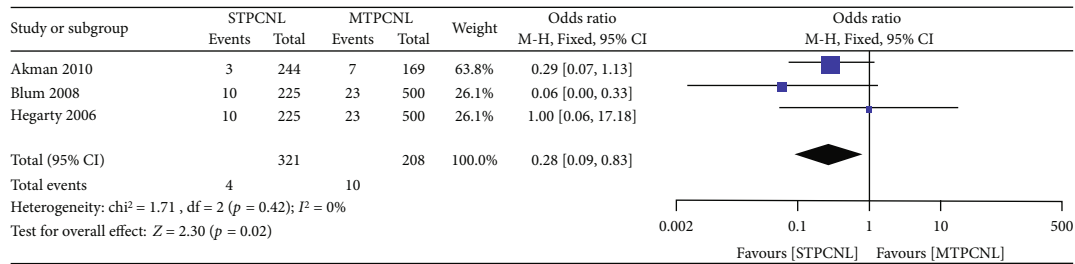 Study or subgroup STPCNL MTPCNL Weight Odds ratio Odds ratio
Events Total Events Total M-H, Fixed, 95% CI M-H, Fixed, 95% CI
Akman 2010 3 244 7 169 63.8% 0.29 [0.07, 1.13]
Blum 2008 10 225 23 500 26.1% 0.06 [0.00, 0.33]
Hegarty 2006 10 225 23 500 26.1% 1.00 [0.06, 17.18]
Total (95% CI) 321 208 100.0% 0.28 [0.09, 0.83]
Total events 4 10
Heterogeneity: chi² = 1.71 , df = 2 (p = 0.42); I² = 0%
Test for overall effect: Z = 2.30 (p = 0.02)
0.002 0.1 1 10 500
Favours [STPCNL] Favours [MTPCNL]